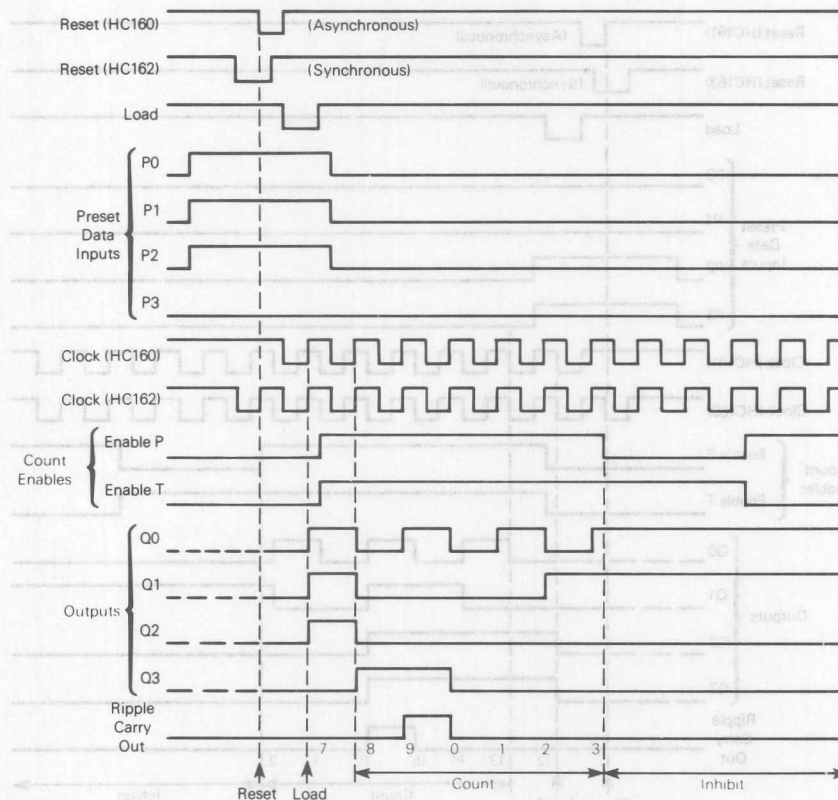 Reset (HC160) (Asynchronous)
Reset (HC162) (Synchronous)
Load
P0
P1
Preset
Data
Inputs
P2
P3
Clock (HC160)
Clock (HC162)
Enable P
Count
Enables
Enable T
Q0
Q1
Outputs
Q2
Q3
Ripple
Carry
Out
7 8 9 0 1 2 3
Count Inhibit
Reset Load